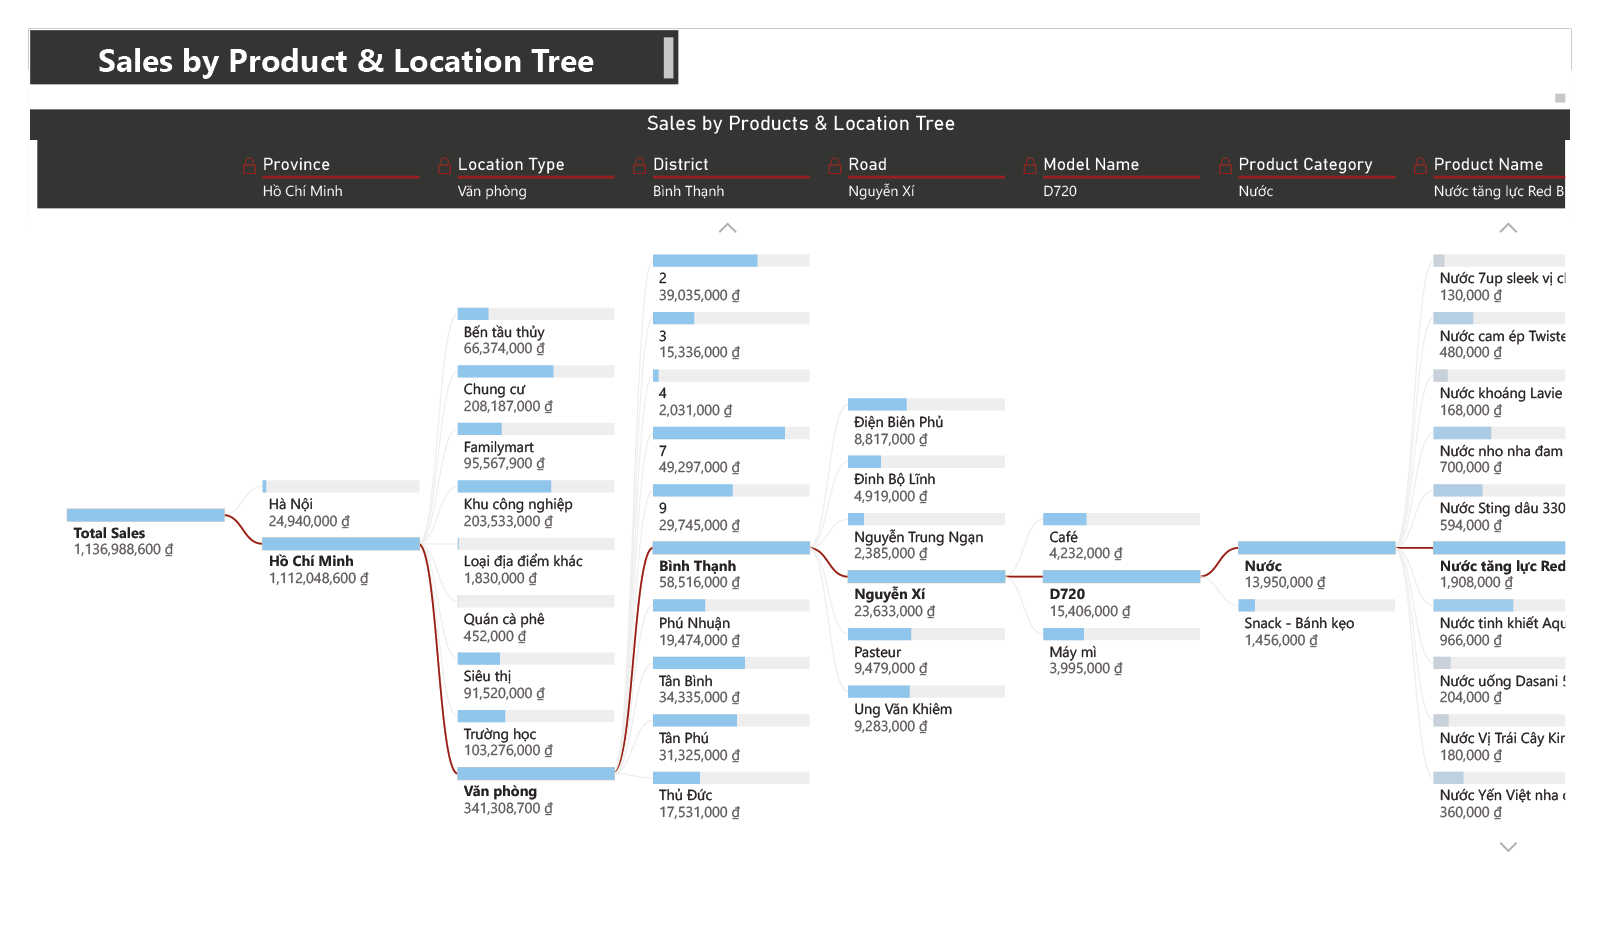 Sales by Product & Location Tree
Sales by Products & Location Tree
Province
Hồ Chí Minh
Location Type
Văn phòng
District
Bình Thạnh
Road
Nguyễn Xí
Model Name
D720
Product Category
Nước
Product Name
Nước tăng lực Red B
Total Sales
1,136,988,600 ₫
Hà Nội
24,940,000 ₫
Hồ Chí Minh
1,112,048,600 ₫
Bến tầu thủy
66,374,000 ₫
Chung cư
208,187,000 ₫
Familymart
95,567,900 ₫
Khu công nghiệp
203,533,000 ₫
Loại địa điểm khác
1,830,000 ₫
Quán cà phê
452,000 ₫
Siêu thị
91,520,000 ₫
Trường học
103,276,000 ₫
Văn phòng
341,308,700 ₫
2
39,035,000 ₫
3
15,336,000 ₫
4
2,031,000 ₫
7
49,297,000 ₫
9
29,745,000 ₫
Bình Thạnh
58,516,000 ₫
Phú Nhuận
19,474,000 ₫
Tân Bình
34,335,000 ₫
Tân Phú
31,325,000 ₫
Thủ Đức
17,531,000 ₫
Điện Biên Phủ
8,817,000 ₫
Đinh Bộ Lĩnh
4,919,000 ₫
Nguyễn Trung Ngạn
2,385,000 ₫
Nguyễn Xí
23,633,000 ₫
Pasteur
9,479,000 ₫
Ung Văn Khiêm
9,283,000 ₫
Café
4,232,000 ₫
D720
15,406,000 ₫
Máy mì
3,995,000 ₫
Nước
13,950,000 ₫
Snack - Bánh kẹo
1,456,000 ₫
Nước 7up sleek vị
130,000 ₫
Nước cam ép Twiste
480,000 ₫
Nước khoáng Lavie
168,000 ₫
Nước nho nha đam
700,000 ₫
Nước Sting dâu 330
594,000 ₫
Nước tăng lực Red
1,908,000 ₫
Nước tinh khiết Aqu
966,000 ₫
Nước uống Dasani
204,000 ₫
Nước Vị Trái Cây Kir
180,000 ₫
Nước Yến Việt nha
360,000 ₫